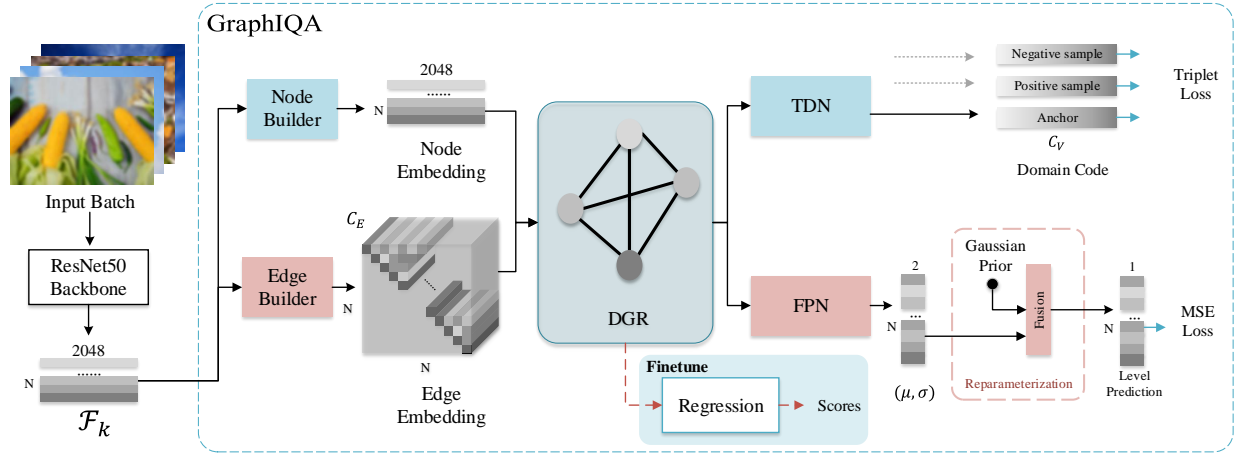 GraphIQA
Input Batch
ResNet50
Backbone
2048
......
N
ℱ_k
Node
Builder
2048
......
N
Node
Embedding
Edge
Builder
C_E
......
N
N
Edge
Embedding
DGR
TDN
Negative sample
Positive sample
Anchor
C_V
Domain Code
Triplet
Loss
FPN
2
...
N
(μ, σ)
Gaussian
Prior
Fusion
Reparameterization
1
...
N
Level
Prediction
MSE
Loss
Finetune
Regression
Scores